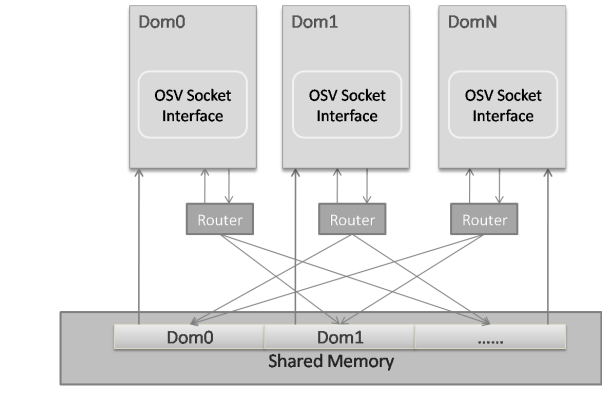 Dom0
Dom1
DomN
OSV Socket
Interface
OSV Socket
Interface
OSV Socket
Interface
Router
Router
Router
Dom0
Dom1
......
Shared Memory